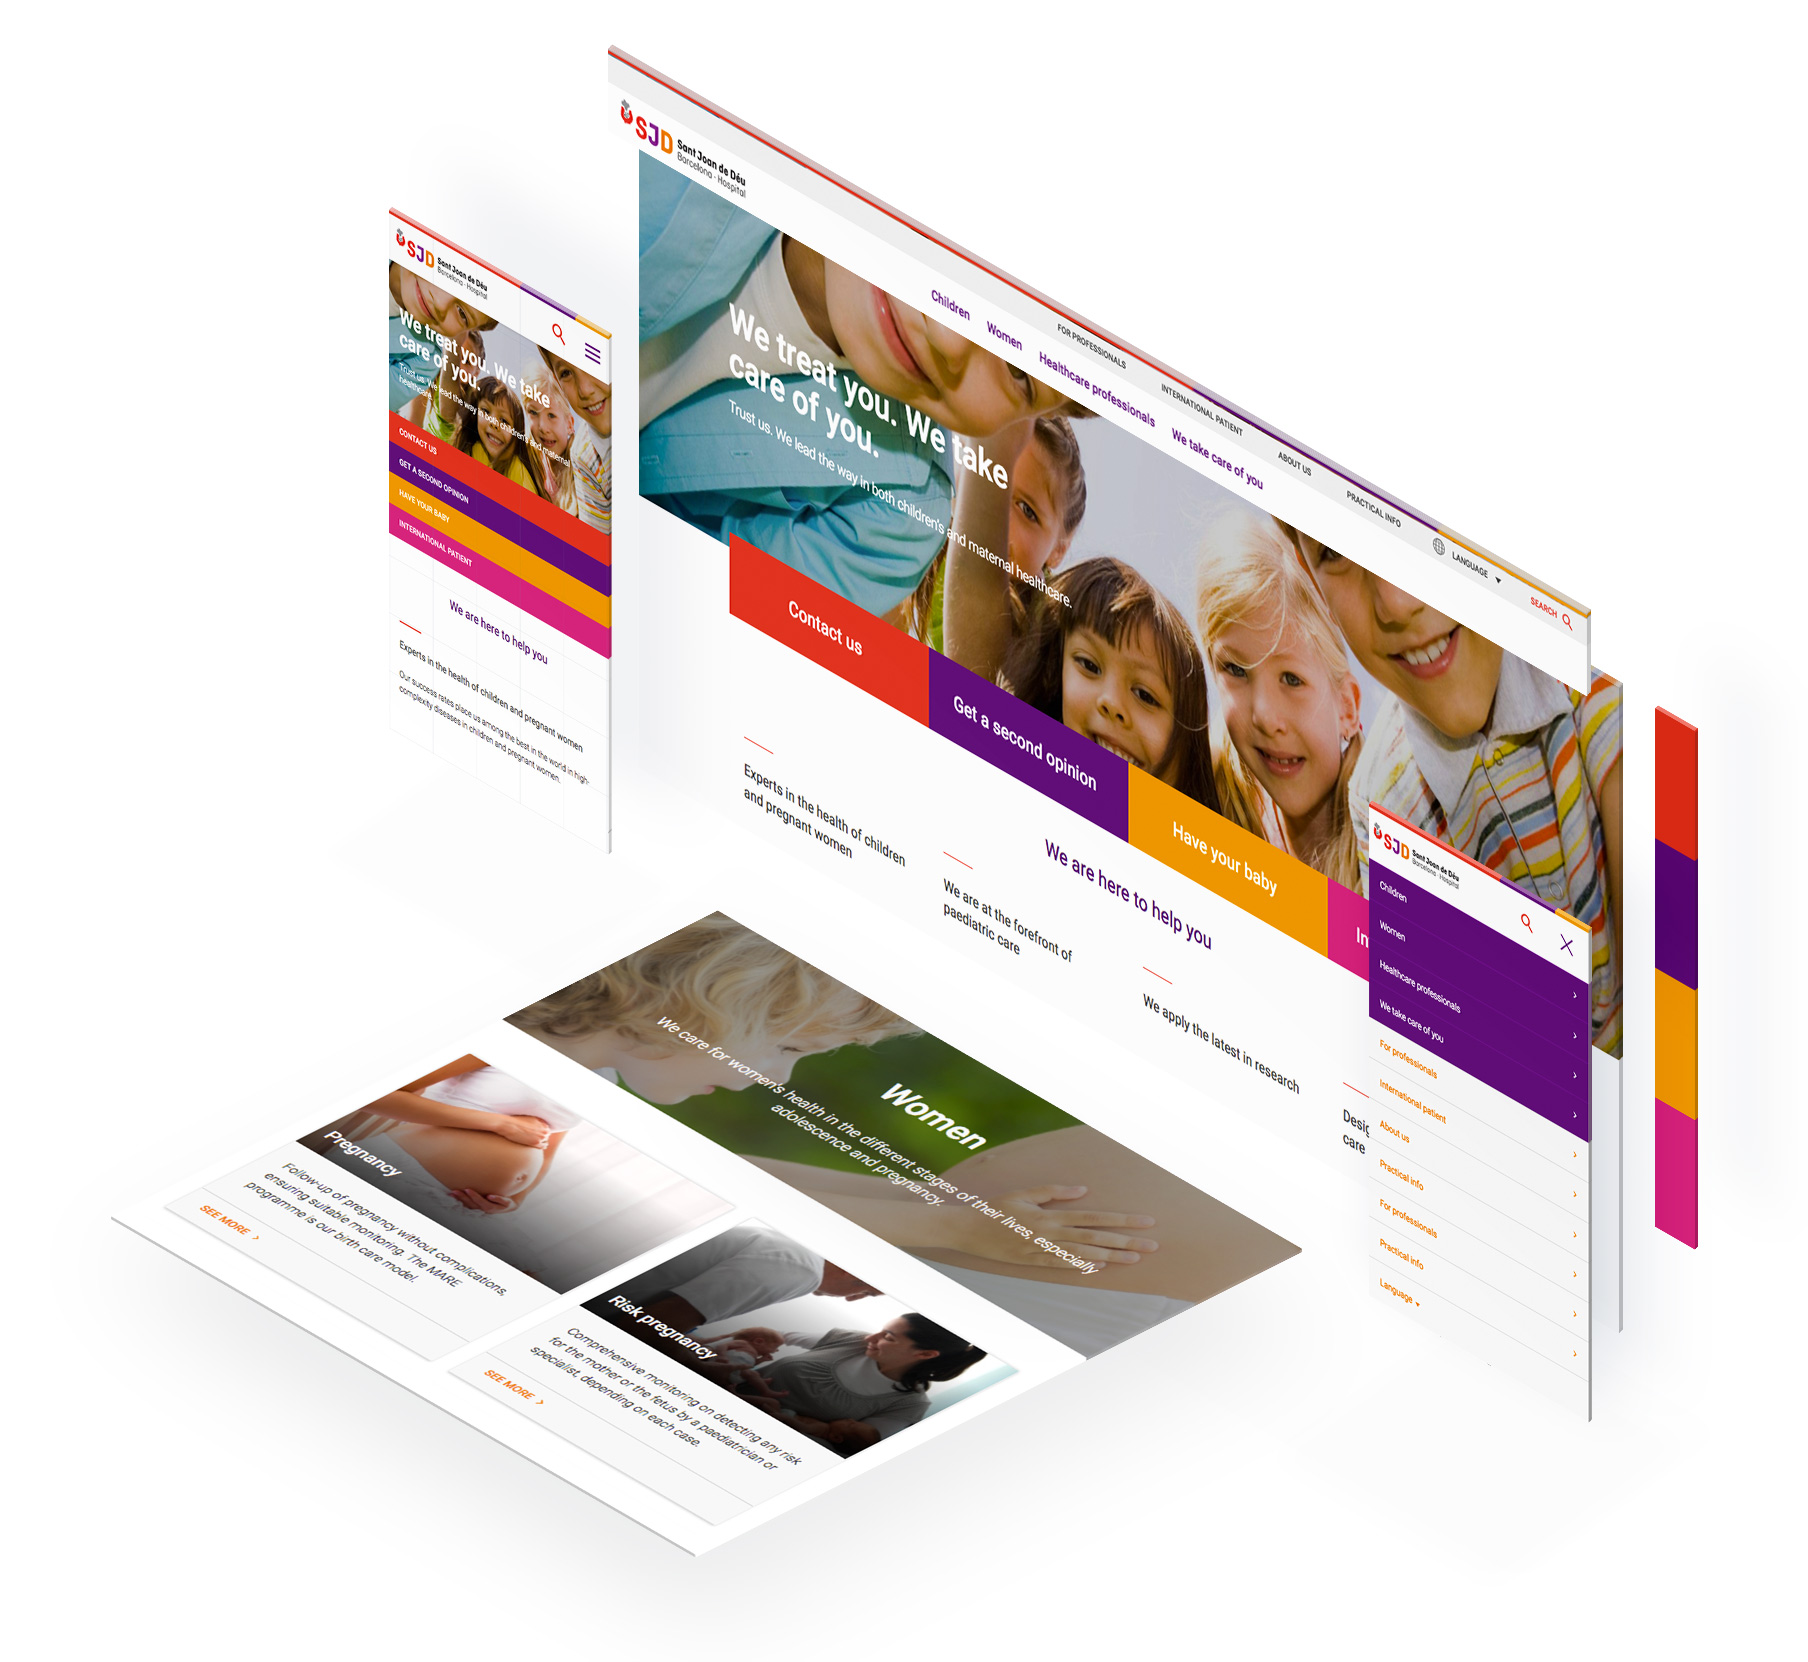 SJD Sant Joan de Déu
Barcelona · Hospital
We treat you. We take
care of you.
Trust us. We lead the way in both children's and maternal
healthcare.
CONTACT US
GET A SECOND OPINION
HAVE YOUR BABY
INTERNATIONAL PATIENT
We are here to help you
Experts in the health of children and pregnant women
Our success rates place us among the best in the world in high-
complexity diseases in children and pregnant women.
SJD Sant Joan de Déu
Barcelona · Hospital
FOR PROFESSIONALS
INTERNATIONAL PATIENT
ABOUT US
PRACTICAL INFO
LANGUAGE
SEARCH
Children
Women
Healthcare professionals
We take care of you
We treat you. We take
care of you.
Trust us. We lead the way in both children's and maternal healthcare.
Contact us
Get a second opinion
Have your baby
In
We are here to help you
Experts in the health of children
and pregnant women
We are at the forefront of
paediatric care
We apply the latest in research
Desig
care
SJD Sant Joan de Déu
Barcelona · Hospital
Children
Women
Healthcare professionals
We take care of you
For professionals
International patient
About us
Practical info
For professionals
Practical info
Language
Women
We care for women's health in the different stages of their lives, especially
adolescence and pregnancy.
Pregnancy
Follow-up of pregnancy without complications,
ensuring suitable monitoring. The MARE
programme is our birth care model.
SEE MORE
Risk pregnancy
Comprehensive monitoring on detecting any risk
for the mother or the fetus by a paediatrician or
specialist, depending on each case.
SEE MORE